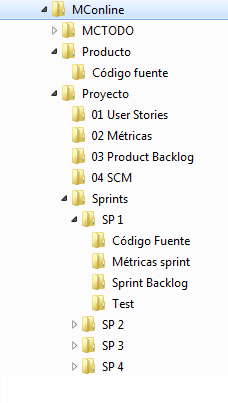 MConline
MCTODO
Producto
Código fuente
Proyecto
01 User Stories
02 Métricas
03 Product Backlog
04 SCM
Sprints
SP 1
Código Fuente
Métricas sprint
Sprint Backlog
Test
SP 2
SP 3
SP 4